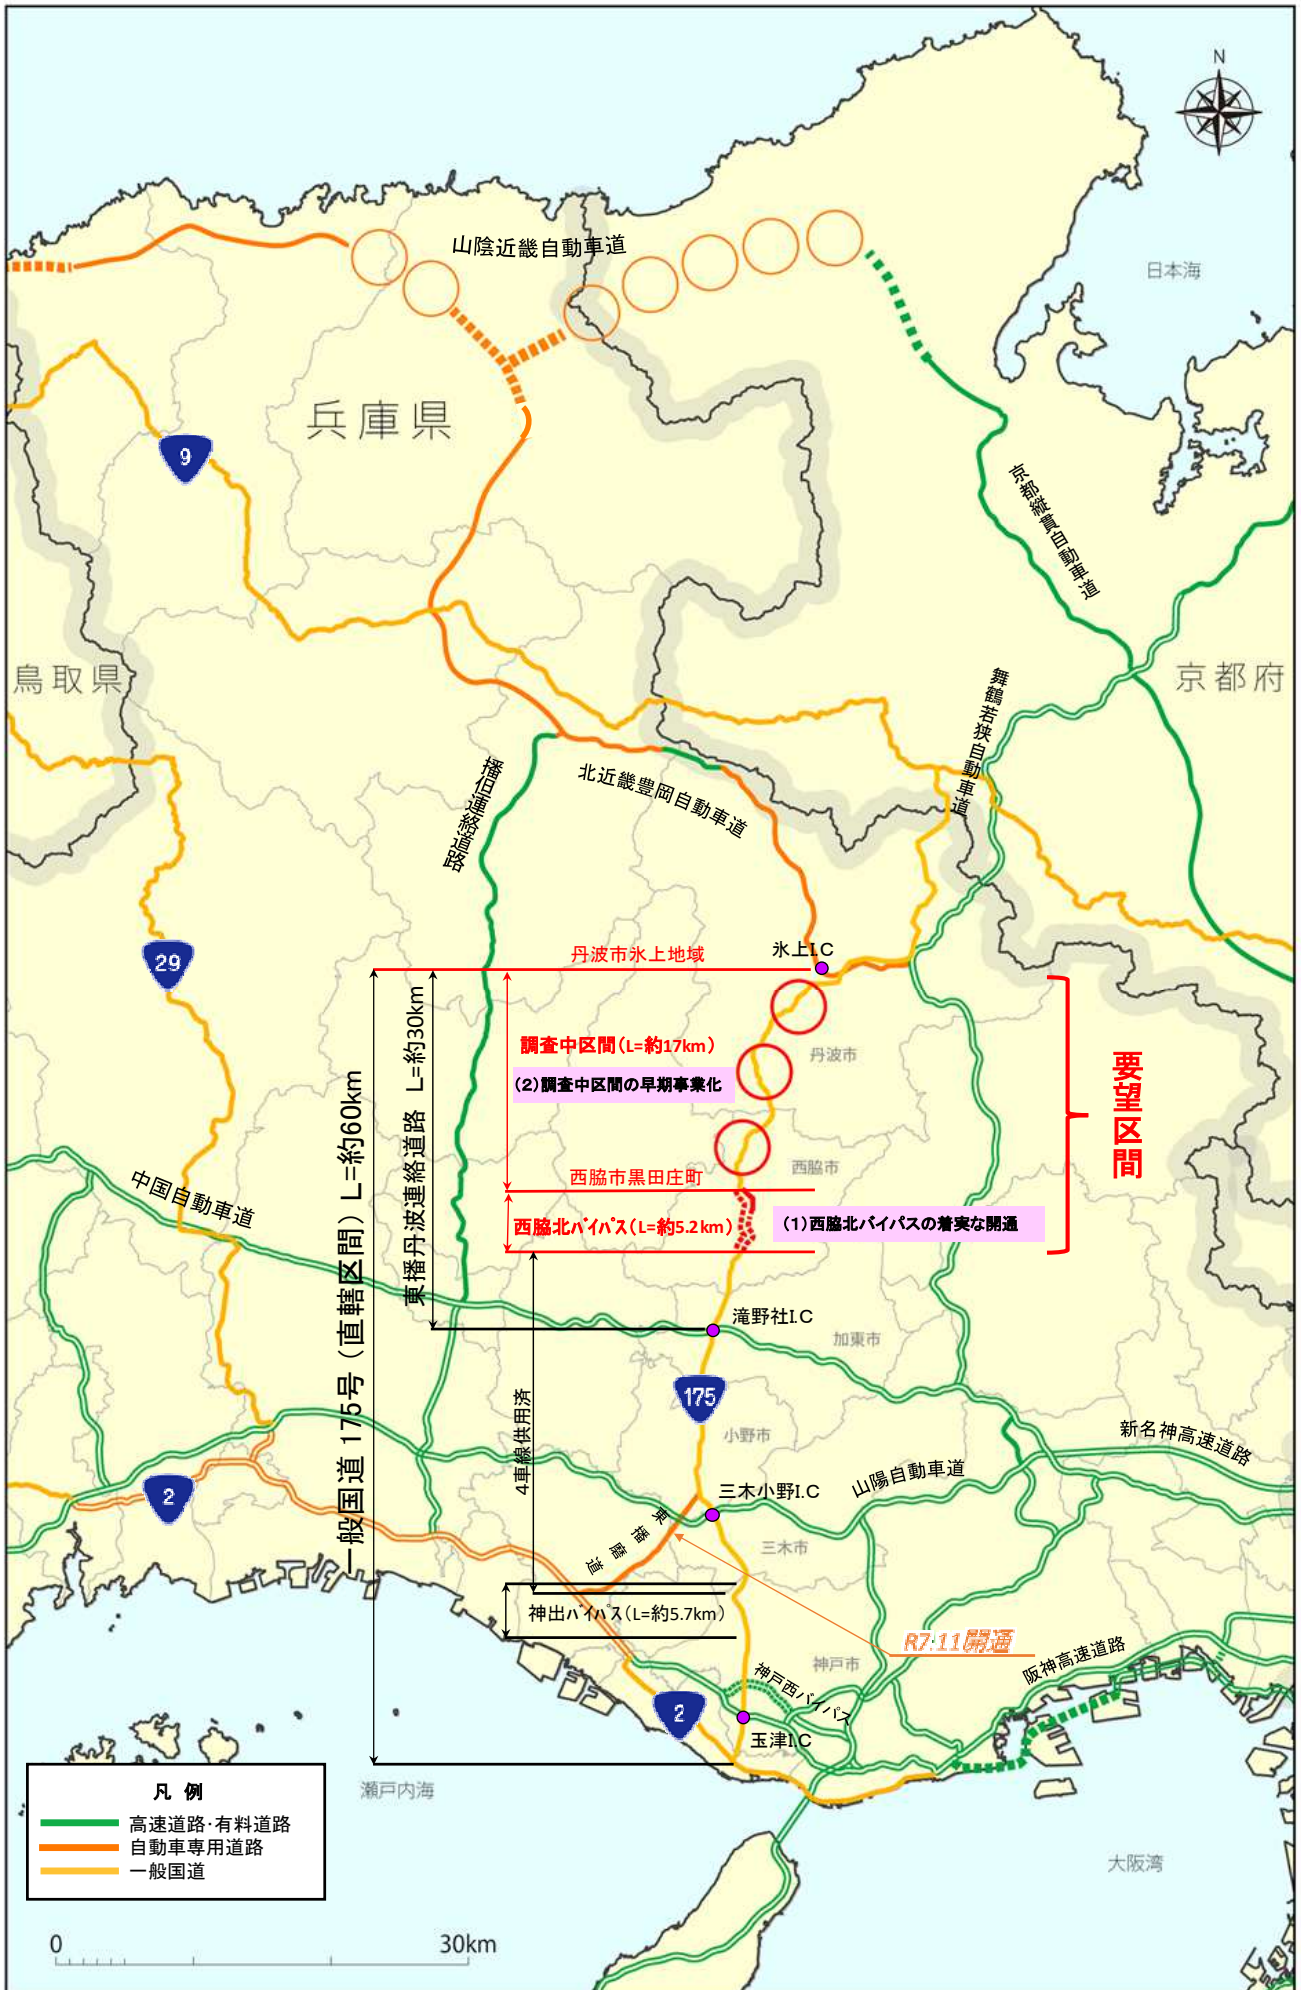 N
山陰近畿自動車道
日本海
兵庫県
9
京都縦貫自動車道
鳥取県
京都府
舞鶴若狭自動車道
播但連絡道路
北近畿豊岡自動車道
29
丹波市氷上地域
氷上I.C
調査中区間(L=約17km)
(2)調査中区間の早期事業化
丹波市
要望区間
東播丹波連絡道路 L=約30km
一般国道 175号 (直轄区間) L=約60km
西脇市
西脇市黒田庄町
中国自動車道
西脇北バイパス(L=約5.2km)
(1)西脇北バイパスの着実な開通
滝野社I.C
加東市
175
4車線供用済
小野市
新名神高速道路
山陽自動車道
2
三木小野I.C
東播磨道
三木市
神出バイパス(L=約5.7km)
R7.11開通
神戸市
阪神高速道路
神戸西バイパス
2
玉津I.C
瀬戸内海
凡 例
高速道路・有料道路
自動車専用道路
一般国道
大阪湾
0 30km